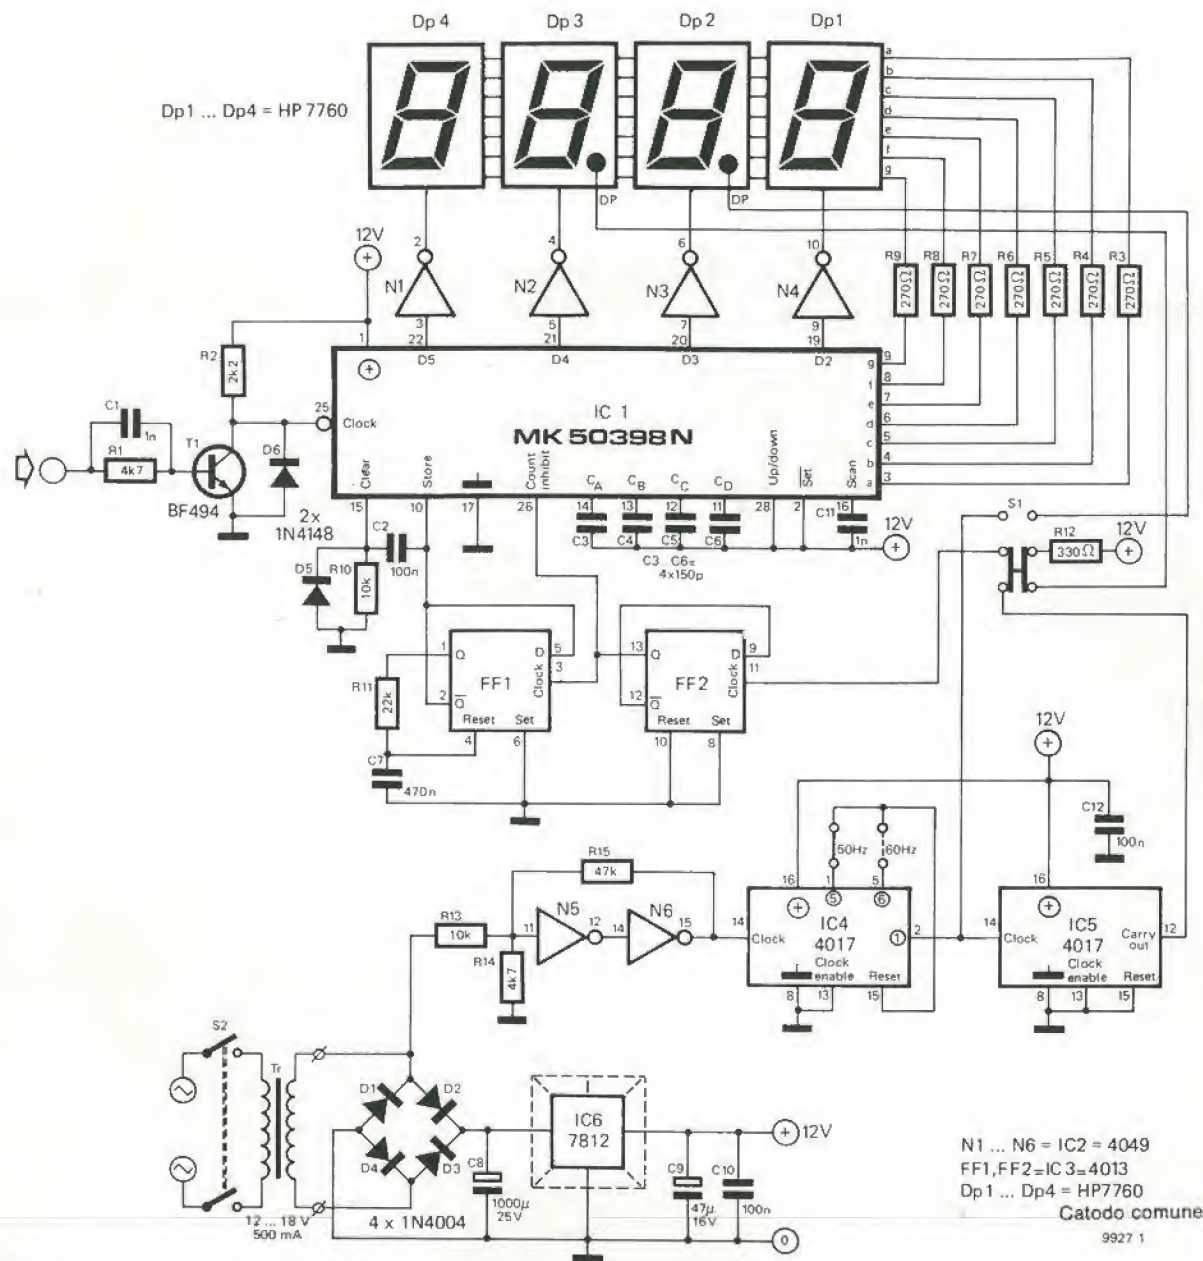 Dp4 Dp3 Dp2 Dp1
Dp1 ... Dp4 = HP 7760
a
b
c
d
e
f
g
DP DP
12V
+
2 4 6 10
N1 N2 N3 N4
3 5 7 9
R9 R8 R7 R6 R5 R4 R3
270Ω 270Ω 270Ω 270Ω 270Ω 270Ω 270Ω
1 22 21 20 19
+ D5 D4 D3 D2
R2
2k2
C1
1n
R1
4k7
T1
BF494
D6
2x
1N4148
25
Clock
IC 1
MK 50398N
g 9
f 8
e 7
d 6
c 5
b 4
a 3
Clear Store Count inhibit CA CB CC CD Up/down Set Scan
15 10 17 26 14 13 12 11 28 2 16
C3 C4 C5 C6
C3 ... C6=
4x150p
C11
1n
12V
+
C2
100n
D5
R10
10k
S1
R12
330Ω
12V
+
1 Q D 5
Clock 3
FF1
2 Q
Reset Set
4 6
13 Q D 9
Clock 11
FF2
12 Q
Reset Set
10 8
R11
22k
C7
470n
12V
+
C12
100n
R15
47k
R13
10k
R14
4k7
11 N5 12 14 N6 15
50Hz 60Hz
16 1 5
+ 5 6
14 Clock
IC4
4017
1 2
Clock enable
Reset
8 13 15
16
+
14 Clock
IC5
4017
Carry out
12
Clock enable
Reset
8 13 15
S2
Tr
12 ... 18 V
500 mA
D1 D2
D4 D3
4 x 1N4004
C8
1000µ
25V
IC6
7812
C9
47µ
16V
C10
100n
+ 12V
0
N1 ... N6 = IC2 = 4049
FF1,FF2=IC3=4013
Dp1 ... Dp4 = HP7760
Catodo comune
9927 1